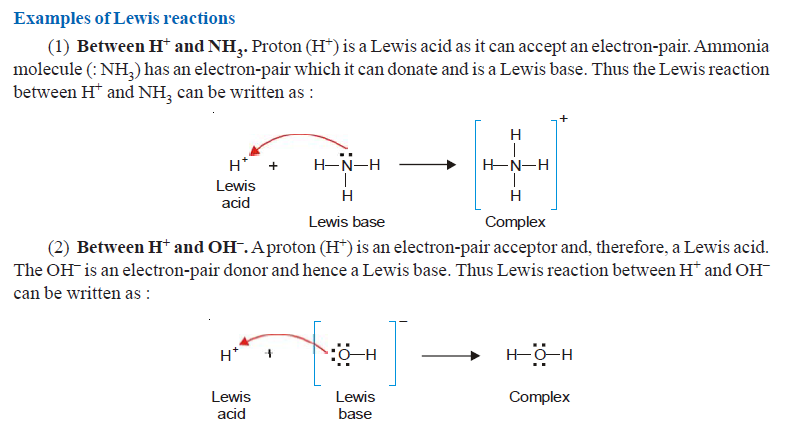 Examples of Lewis reactions
(1) Between H⁺ and NH₃. Proton (H⁺) is a Lewis acid as it can accept an electron-pair. Ammonia
molecule (: NH₃) has an electron-pair which it can donate and is a Lewis base. Thus the Lewis reaction
between H⁺ and NH₃ can be written as :
H +
H⁺ + H—N̈—H ⟶ H—N—H
Lewis H H
acid
Lewis base Complex
(2) Between H⁺ and OH⁻. A proton (H⁺) is an electron-pair acceptor and, therefore, a Lewis acid.
The OH⁻ is an electron-pair donor and hence a Lewis base. Thus Lewis reaction between H⁺ and OH⁻
can be written as :
H⁺ + [:Ö—H]⁻ ⟶ H—Ö—H
Lewis Lewis Complex
acid base